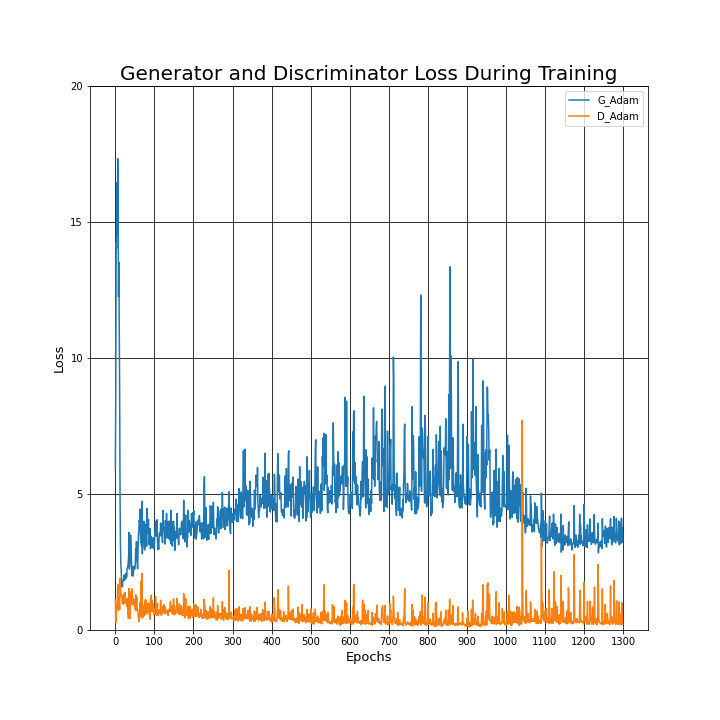 Generator and Discriminator Loss During Training
G_Adam
D_Adam
20
15
10
5
0
Loss
0 100 200 300 400 500 600 700 800 900 1000 1100 1200 1300
Epochs